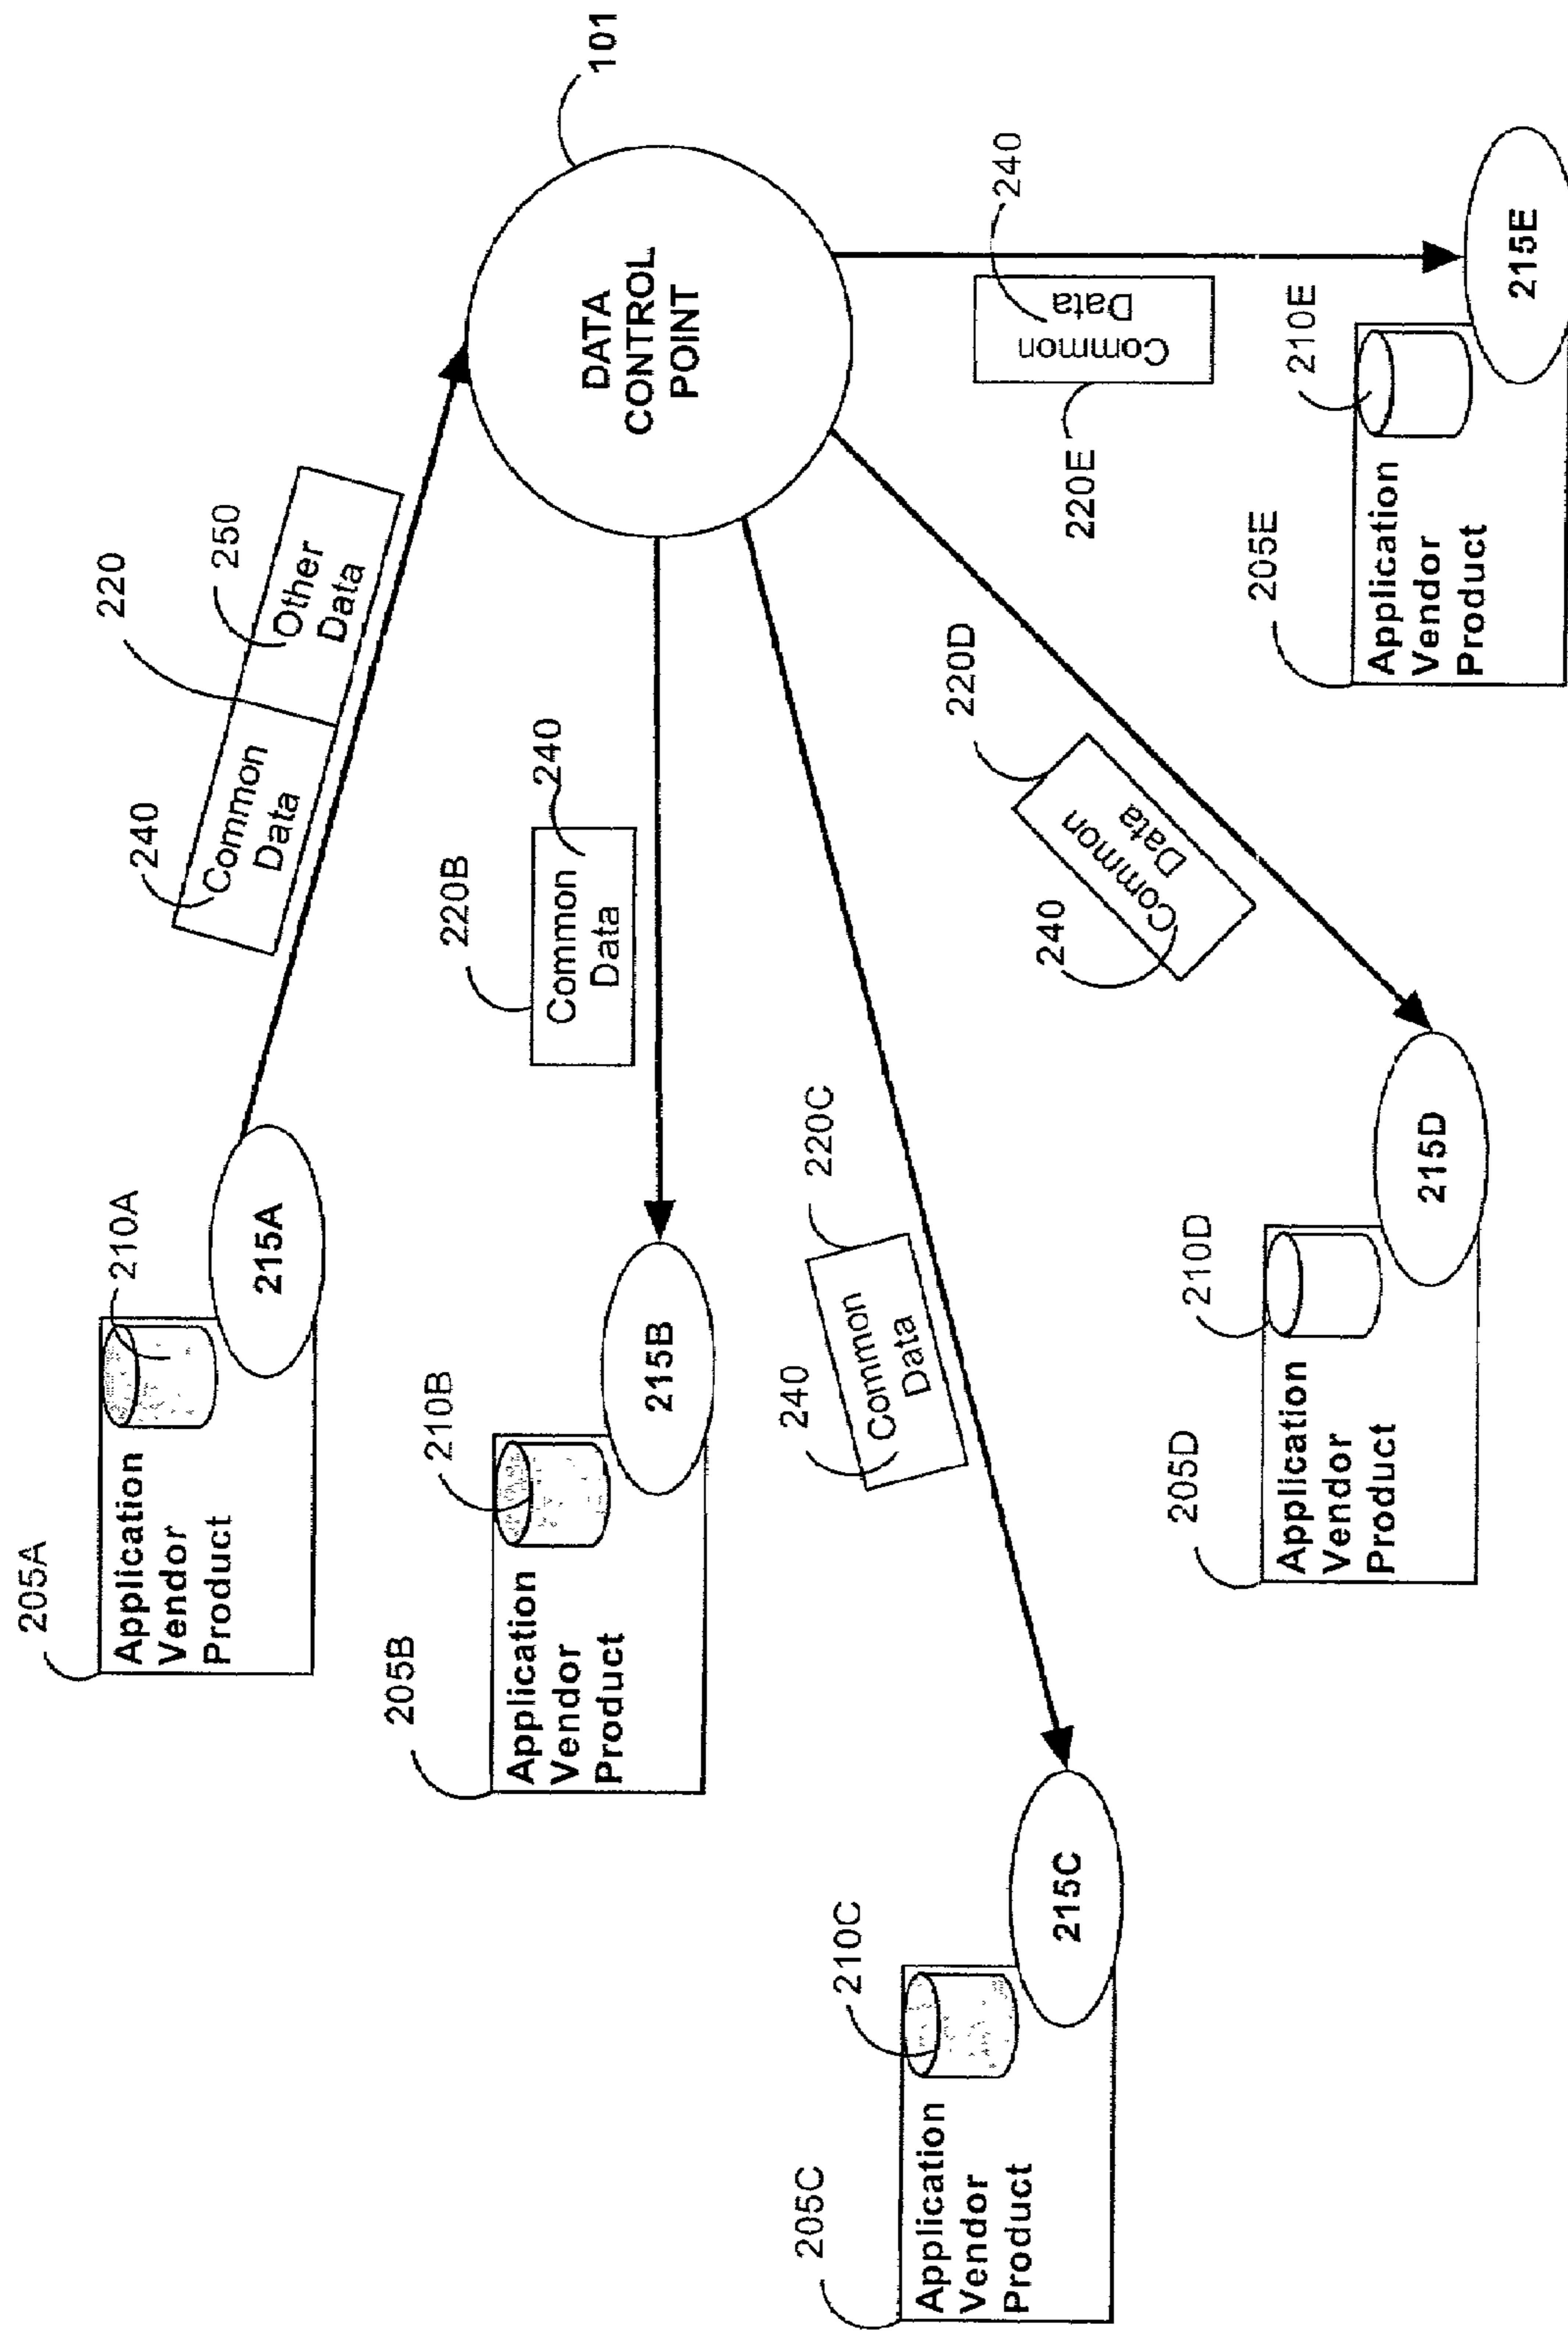 205A
Application
Vendor
Product
210A
215A
240
220
250
Common
Data
Other
Data
101
DATA
CONTROL
POINT
205B
Application
Vendor
Product
210B
215B
220B
Common
Data
240
205C
Application
Vendor
Product
210C
215C
240
Common
Data
220C
205D
Application
Vendor
Product
210D
215D
240
Common
Data
220D
205E
Application
Vendor
Product
210E
215E
220E
Common
Data
240